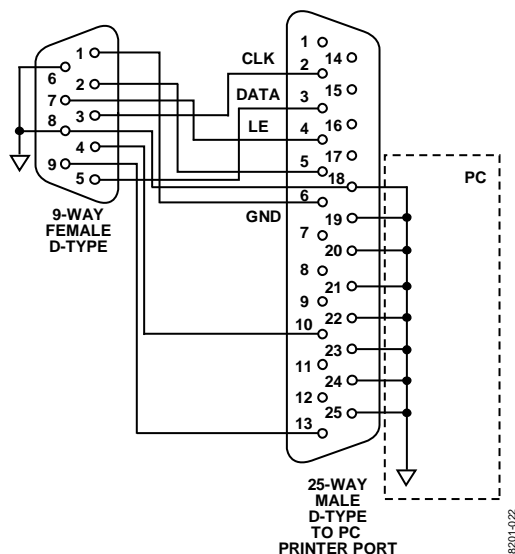 1
6
2
7
3
8
4
9
5
9-WAY
FEMALE
D-TYPE
CLK
DATA
LE
GND
1
14
2
15
3
16
4
17
5
18
6
19
7
20
8
21
9
22
10
23
11
24
12
25
13
PC
25-WAY
MALE
D-TYPE
TO PC
PRINTER PORT
8201-022